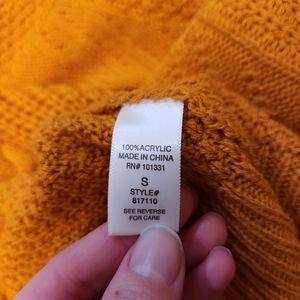 100%ACRYLIC
MADE IN CHINA
RN# 101331
S
STYLE#
817110
SEE REVERSE
FOR CARE